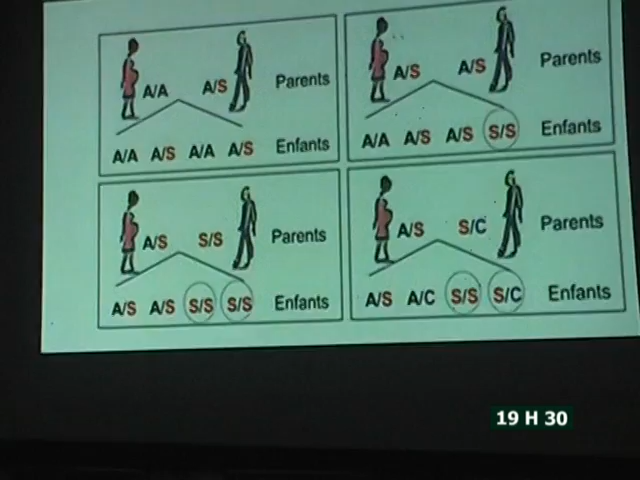 A/A A/S Parents
A/A A/S A/A A/S Enfants
A/S A/S Parents
A/A A/S A/S S/S Enfants
A/S S/S Parents
A/S A/S S/S S/S Enfants
A/S S/C Parents
A/S A/C S/S S/C Enfants
19 H 30